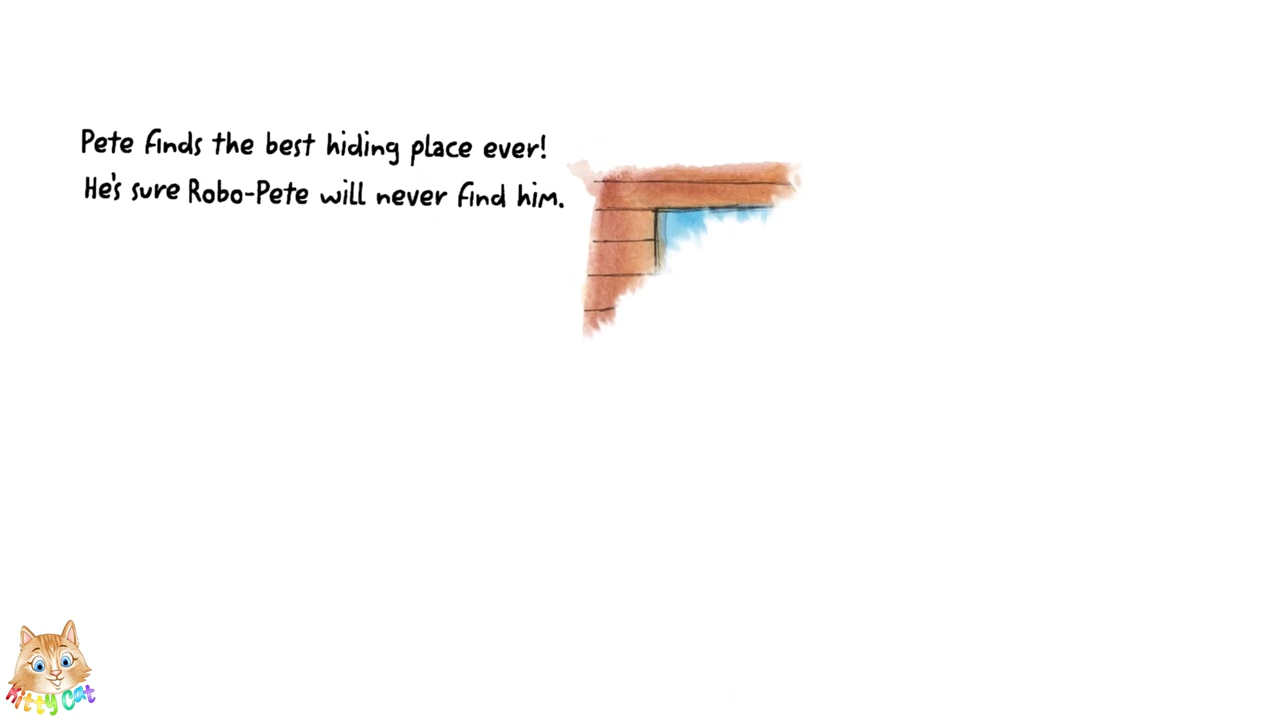 Pete finds the best hiding place ever!
He's sure Robo-Pete will never find him.
Kitty Cat